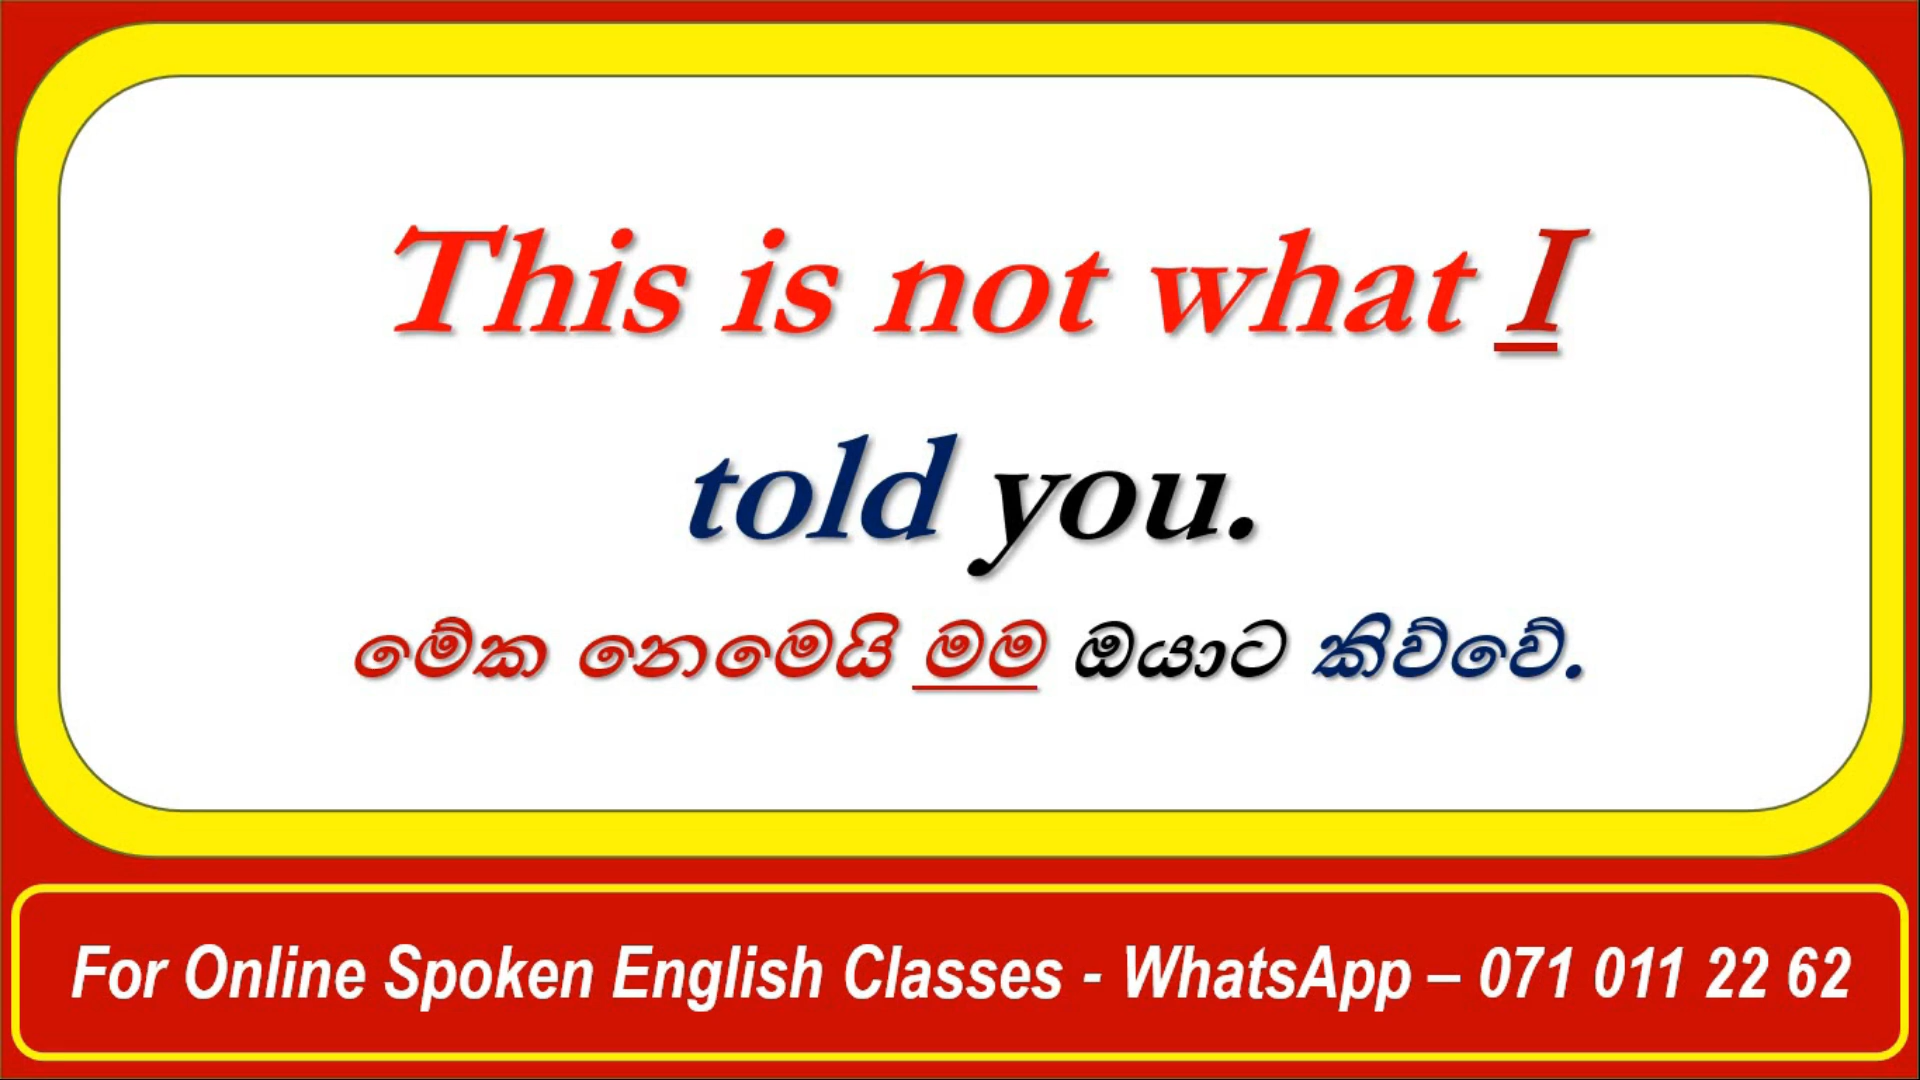 This is not what I
told you.
මේක නෙමෙයි මම ඔයාට කිව්වේ.
For Online Spoken English Classes - WhatsApp – 071 011 22 62